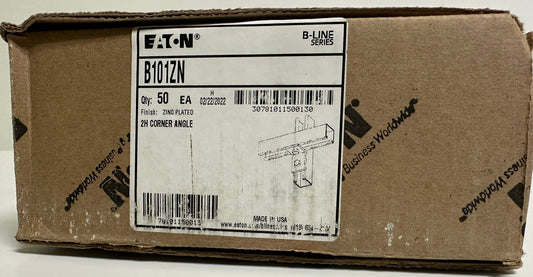 EATON®
B-LINE
SERIES
B101ZN
Qty: 50 EA
H
02/22/2022
30781011500130
Finish: ZINC PLATED
2H CORNER ANGLE
MADE IN USA
Business Worldwide
Business Worldwide